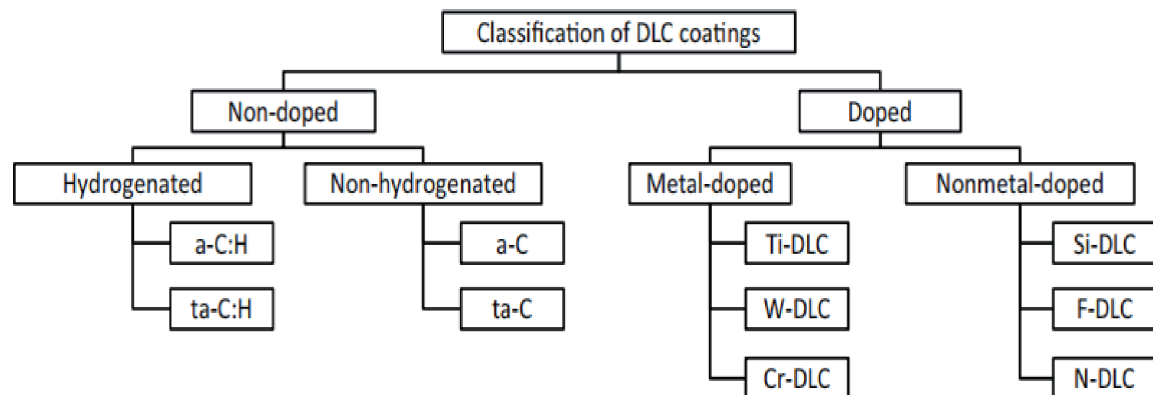 Classification of DLC coatings
Non-doped
Doped
Hydrogenated
Non-hydrogenated
Metal-doped
Nonmetal-doped
a-C:H
a-C
Ti-DLC
Si-DLC
ta-C:H
ta-C
W-DLC
F-DLC
Cr-DLC
N-DLC